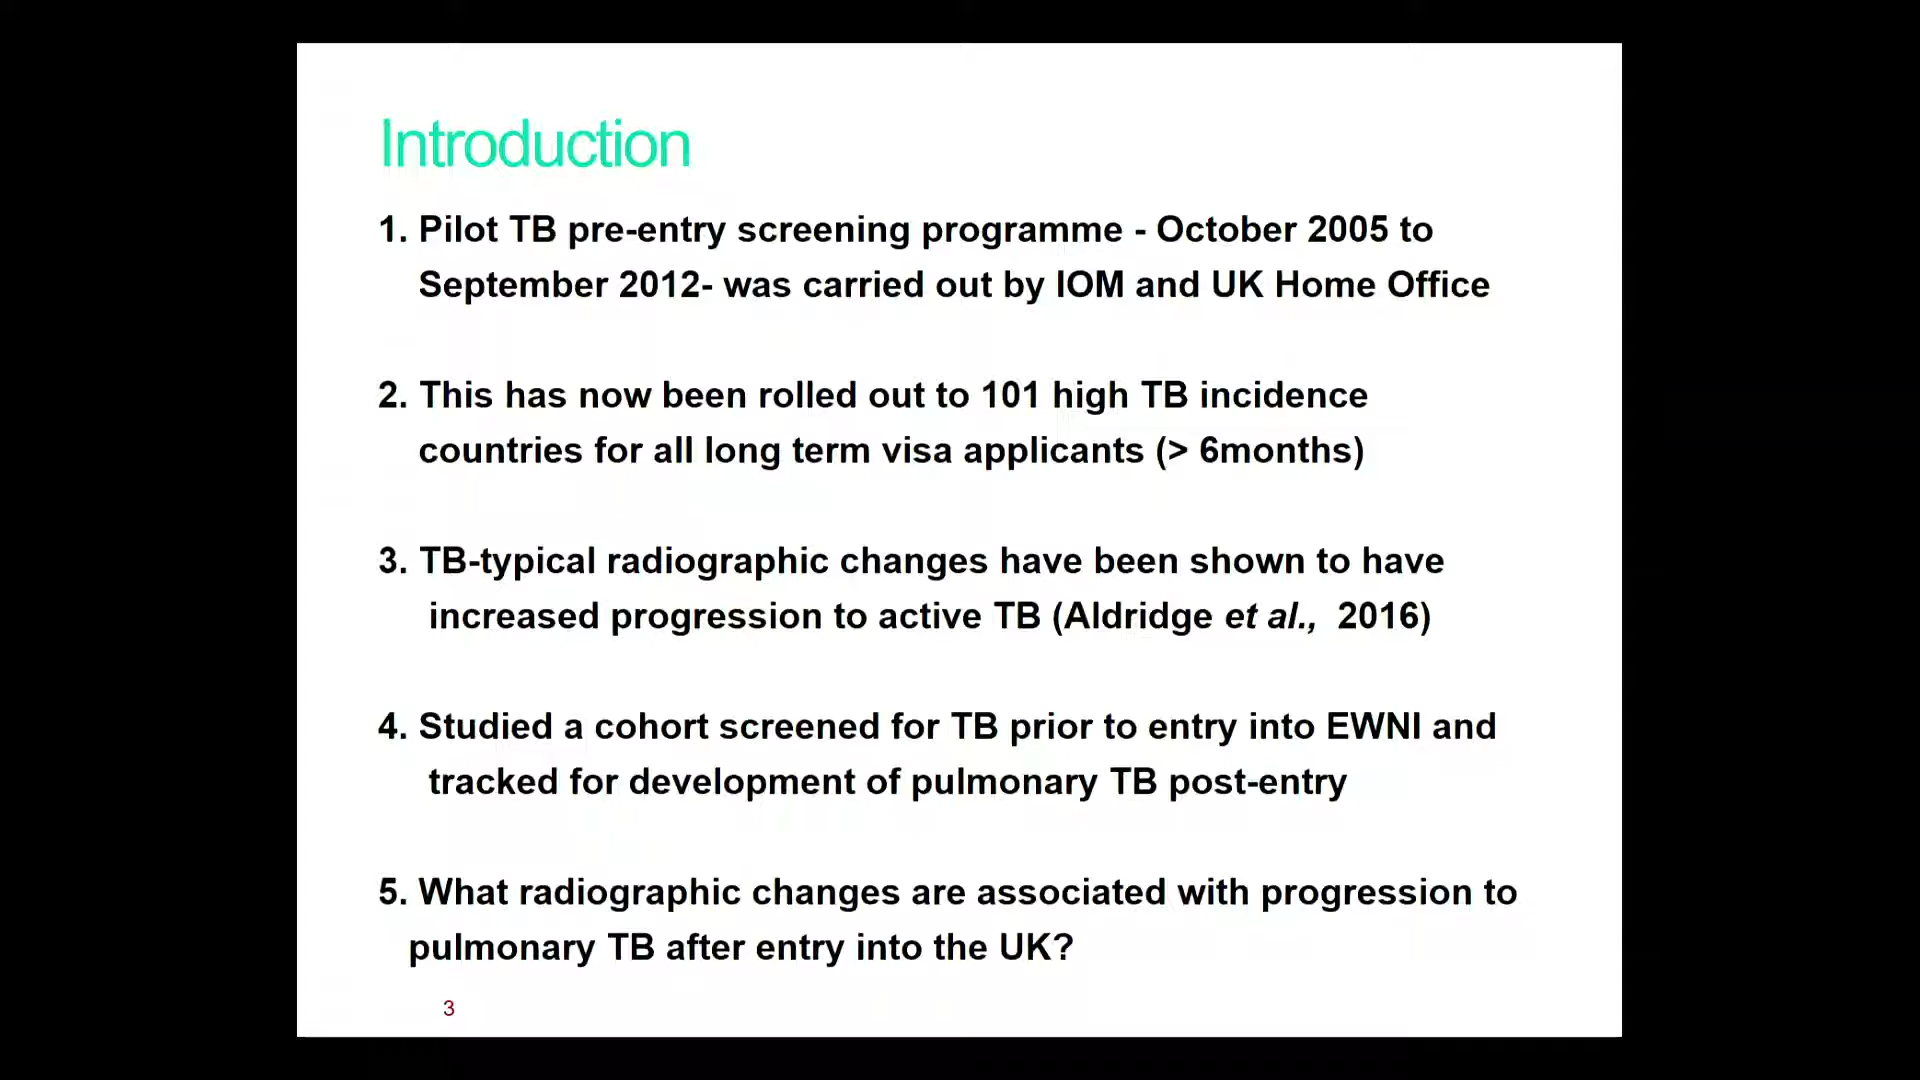 Introduction
1. Pilot TB pre-entry screening programme - October 2005 to
September 2012- was carried out by IOM and UK Home Office
2. This has now been rolled out to 101 high TB incidence
countries for all long term visa applicants (> 6months)
3. TB-typical radiographic changes have been shown to have
increased progression to active TB (Aldridge et al., 2016)
4. Studied a cohort screened for TB prior to entry into EWNI and
tracked for development of pulmonary TB post-entry
5. What radiographic changes are associated with progression to
pulmonary TB after entry into the UK?
3